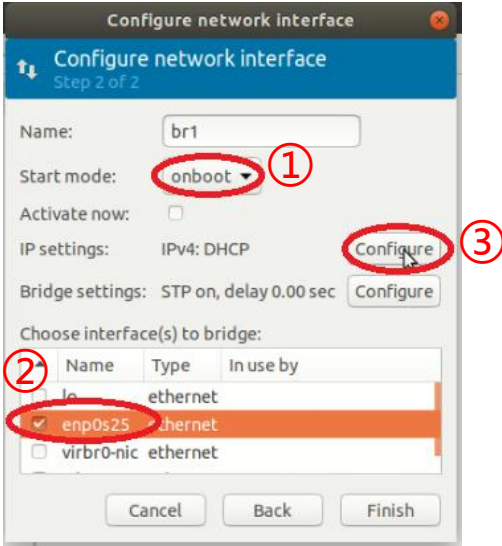 Configure network interface
Configure network interface
Step 2 of 2
Name: br1
Start mode: onboot ①
Activate now:
IP settings: IPv4: DHCP Configure ③
Bridge settings: STP on, delay 0.00 sec Configure
Choose interface(s) to bridge:
② Name Type In use by
lo ethernet
enp0s25 ethernet
virbr0-nic ethernet
Cancel Back Finish